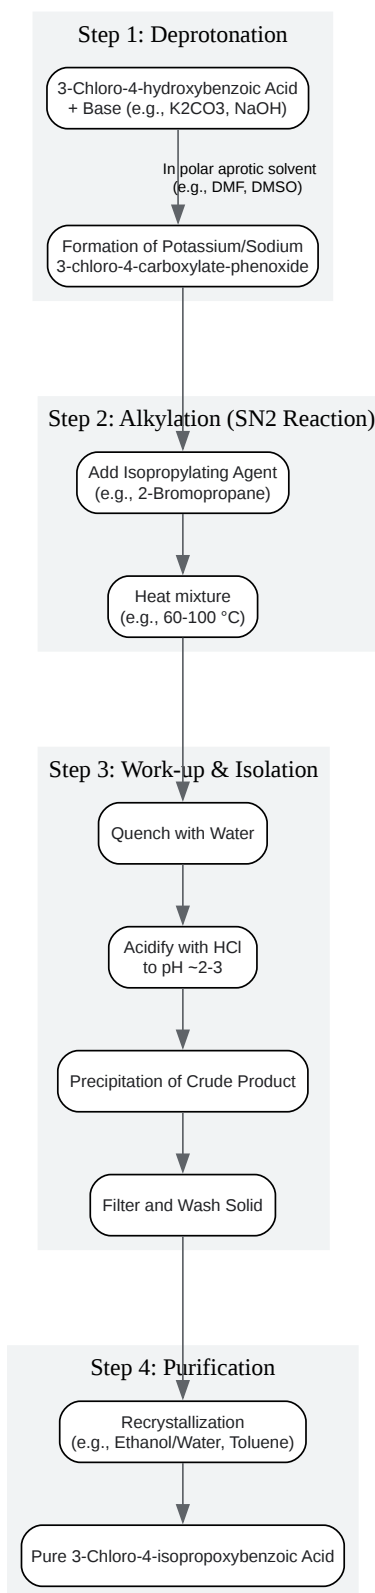 Step 1: Deprotonation
3-Chloro-4-hydroxybenzoic Acid
+ Base (e.g., K2CO3, NaOH)
In polar aprotic solvent
(e.g., DMF, DMSO)
Formation of Potassium/Sodium
3-chloro-4-carboxylate-phenoxide
Step 2: Alkylation (SN2 Reaction)
Add Isopropylating Agent
(e.g., 2-Bromopropane)
Heat mixture
(e.g., 60-100 °C)
Step 3: Work-up & Isolation
Quench with Water
Acidify with HCl
to pH ~2-3
Precipitation of Crude Product
Filter and Wash Solid
Step 4: Purification
Recrystallization
(e.g., Ethanol/Water, Toluene)
Pure 3-Chloro-4-isopropoxybenzoic Acid